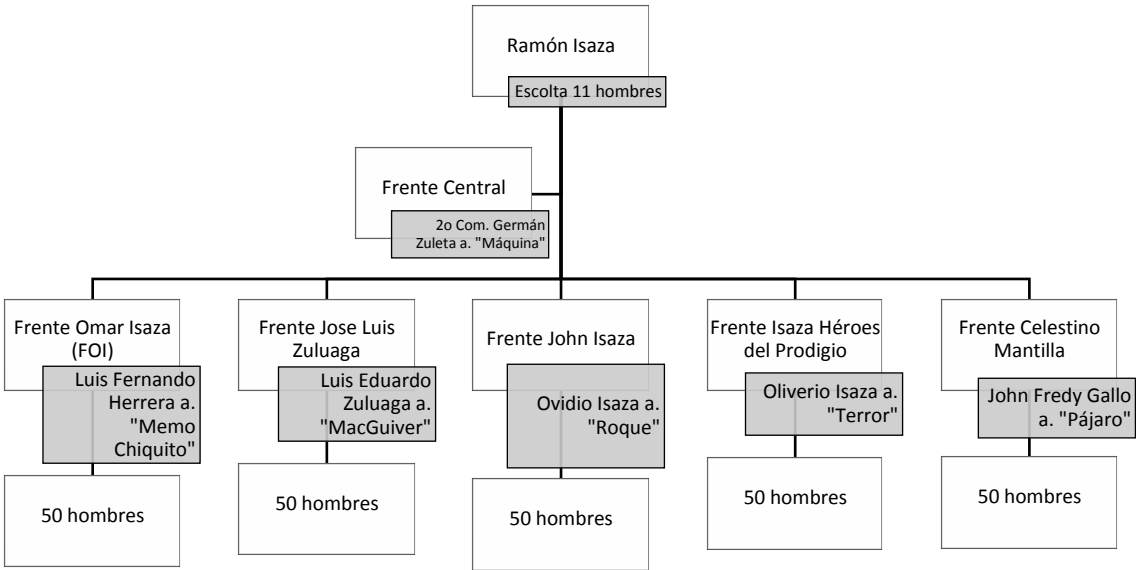 Ramón Isaza
Escolta 11 hombres
Frente Central
2o Com. Germán
Zuleta a. "Máquina"
Frente Omar Isaza
(FOI)
Luis Fernando
Herrera a.
"Memo
Chiquito"
50 hombres
Frente Jose Luis
Zuluaga
Luis Eduardo
Zuluaga a.
"MacGuiver"
50 hombres
Frente John Isaza
Ovidio Isaza a.
"Roque"
50 hombres
Frente Isaza Héroes
del Prodigio
Oliverio Isaza a.
"Terror"
50 hombres
Frente Celestino
Mantilla
John Fredy Gallo
a. "Pájaro"
50 hombres